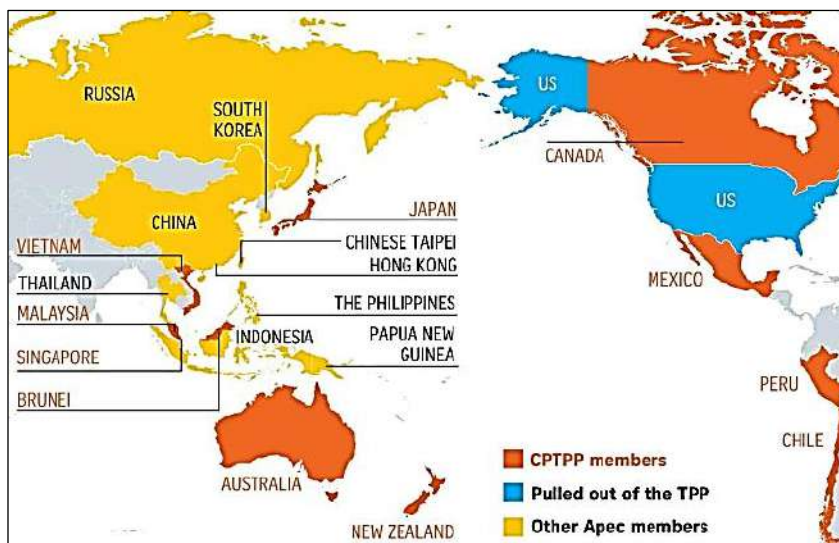 RUSSIA
SOUTH
KOREA
US
CANADA
CHINA
JAPAN
US
VIETNAM
CHINESE TAIPEI
HONG KONG
THAILAND
MALAYSIA
THE PHILIPPINES
MEXICO
SINGAPORE
INDONESIA
PAPUA NEW
GUINEA
BRUNEI
PERU
CHILE
AUSTRALIA
NEW ZEALAND
CPTPP members
Pulled out of the TPP
Other Apec members